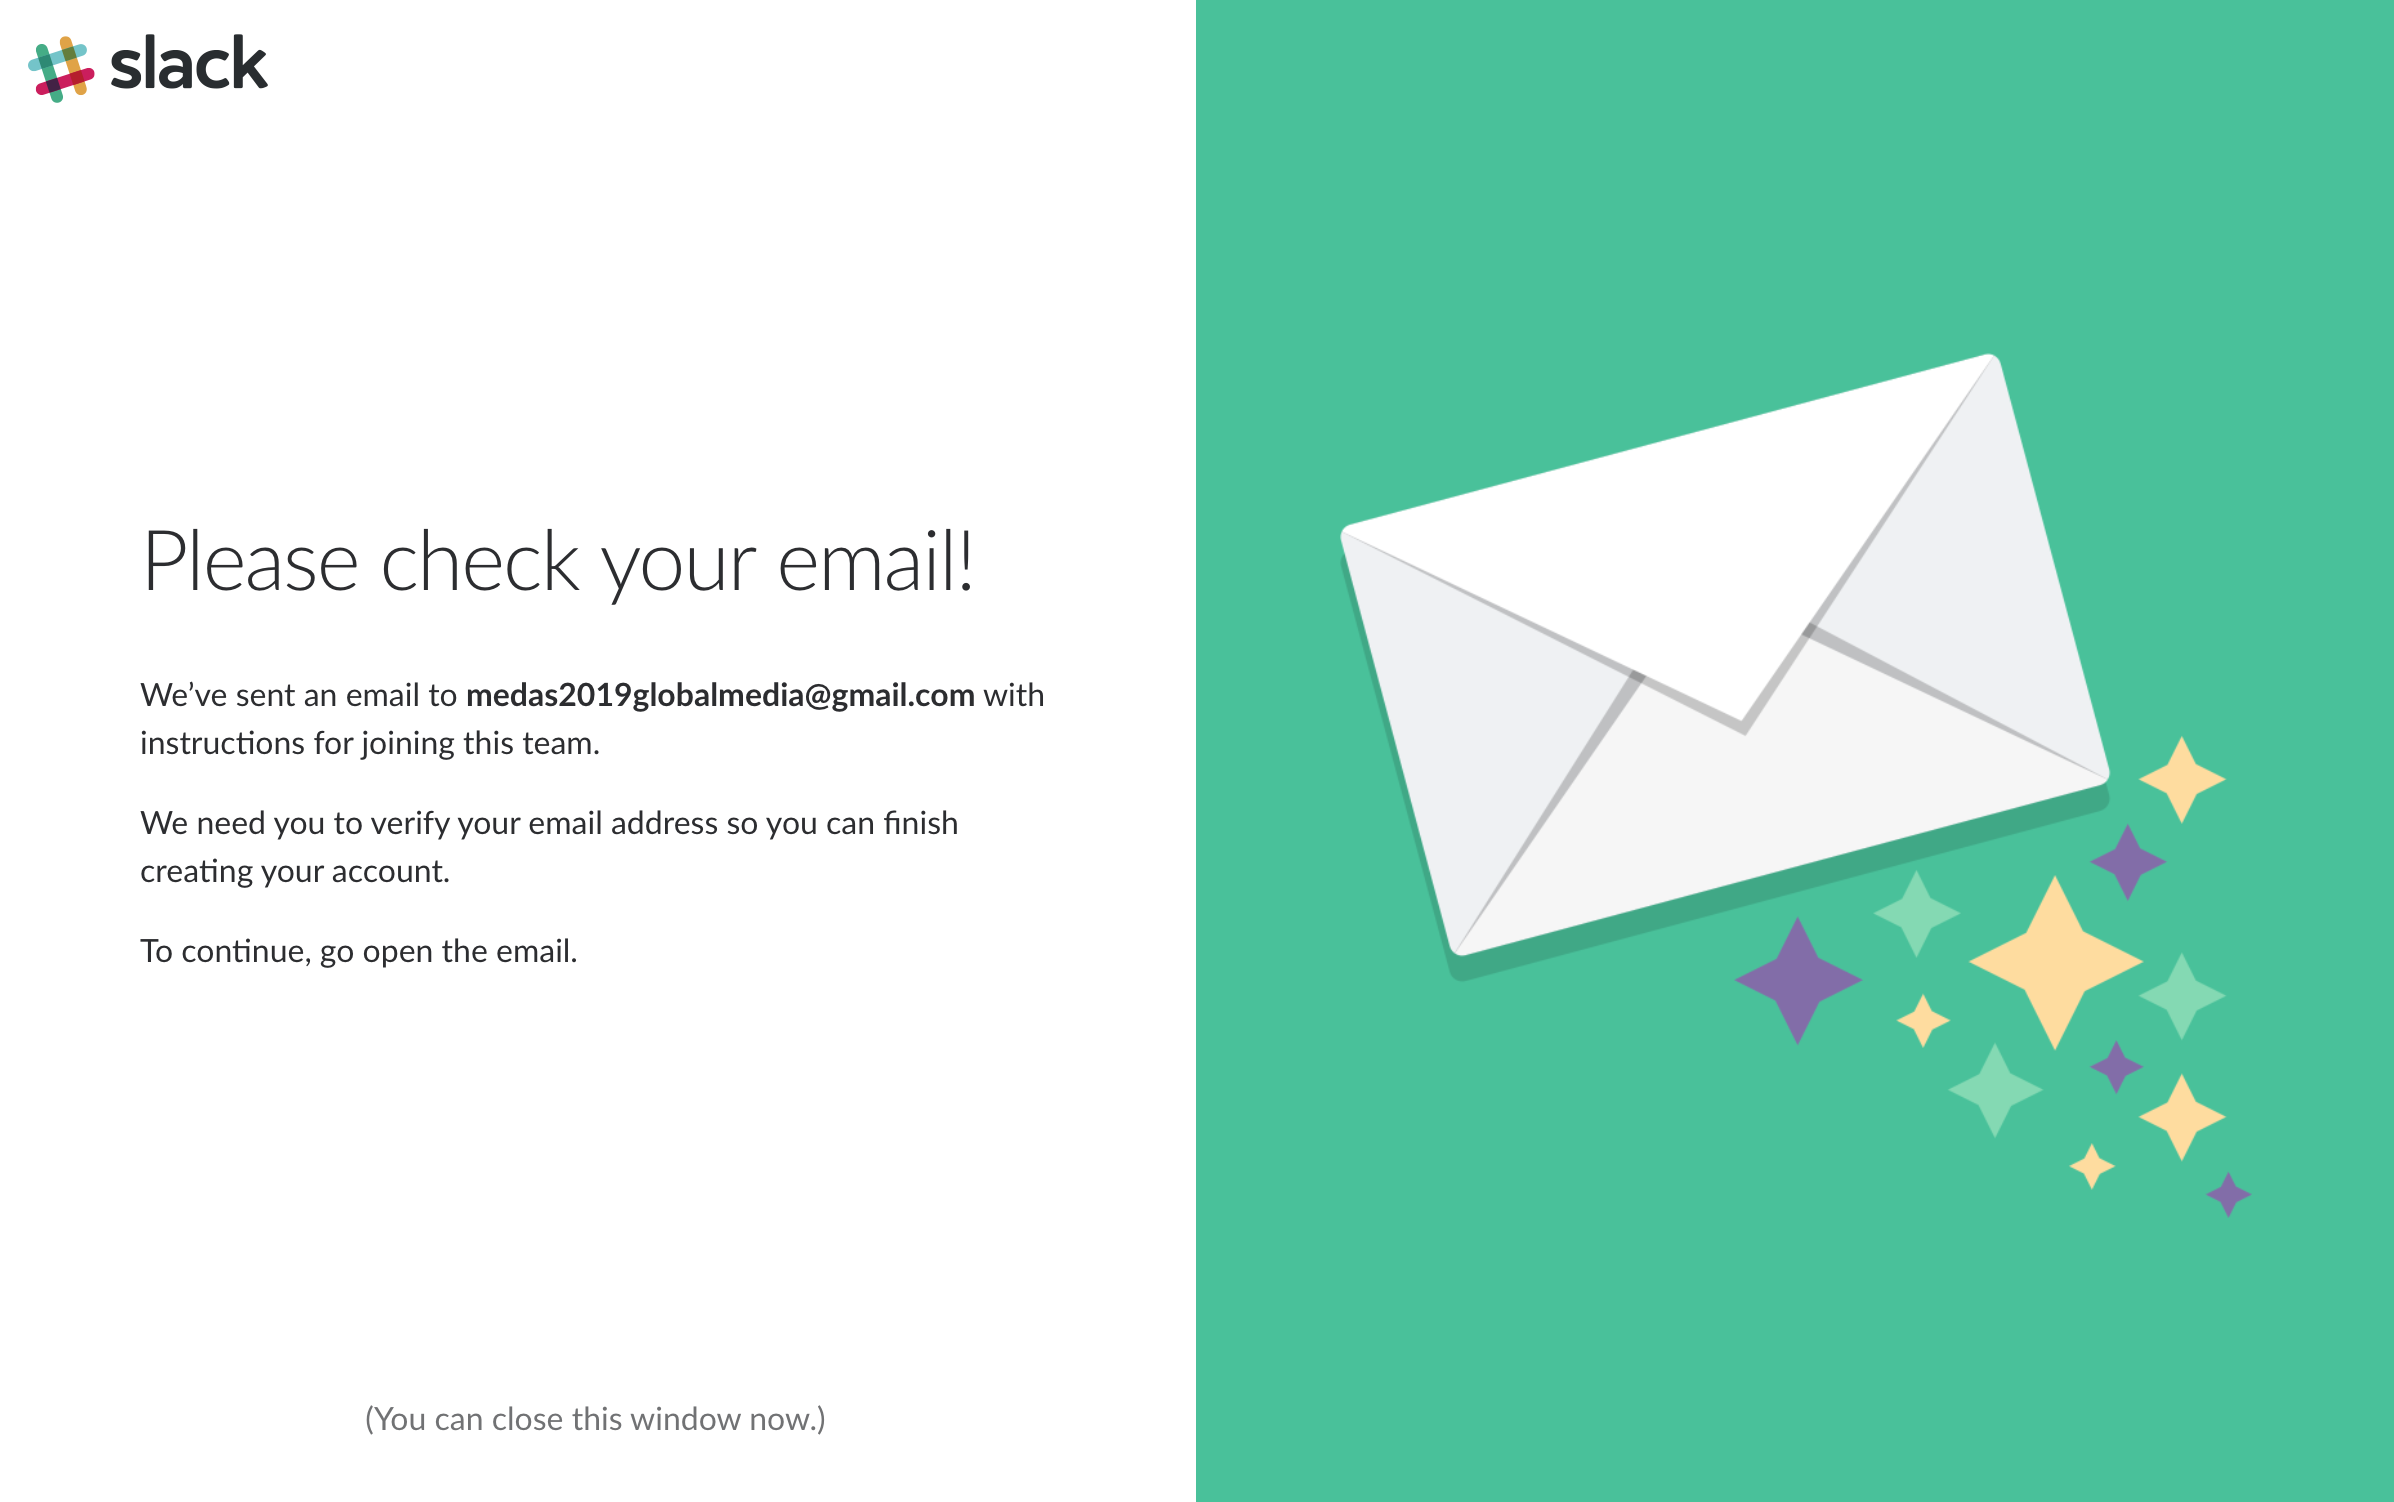 slack
Please check your email!
We’ve sent an email to medas2019globalmedia@gmail.com with
instructions for joining this team.
We need you to verify your email address so you can finish
creating your account.
To continue, go open the email.
(You can close this window now.)